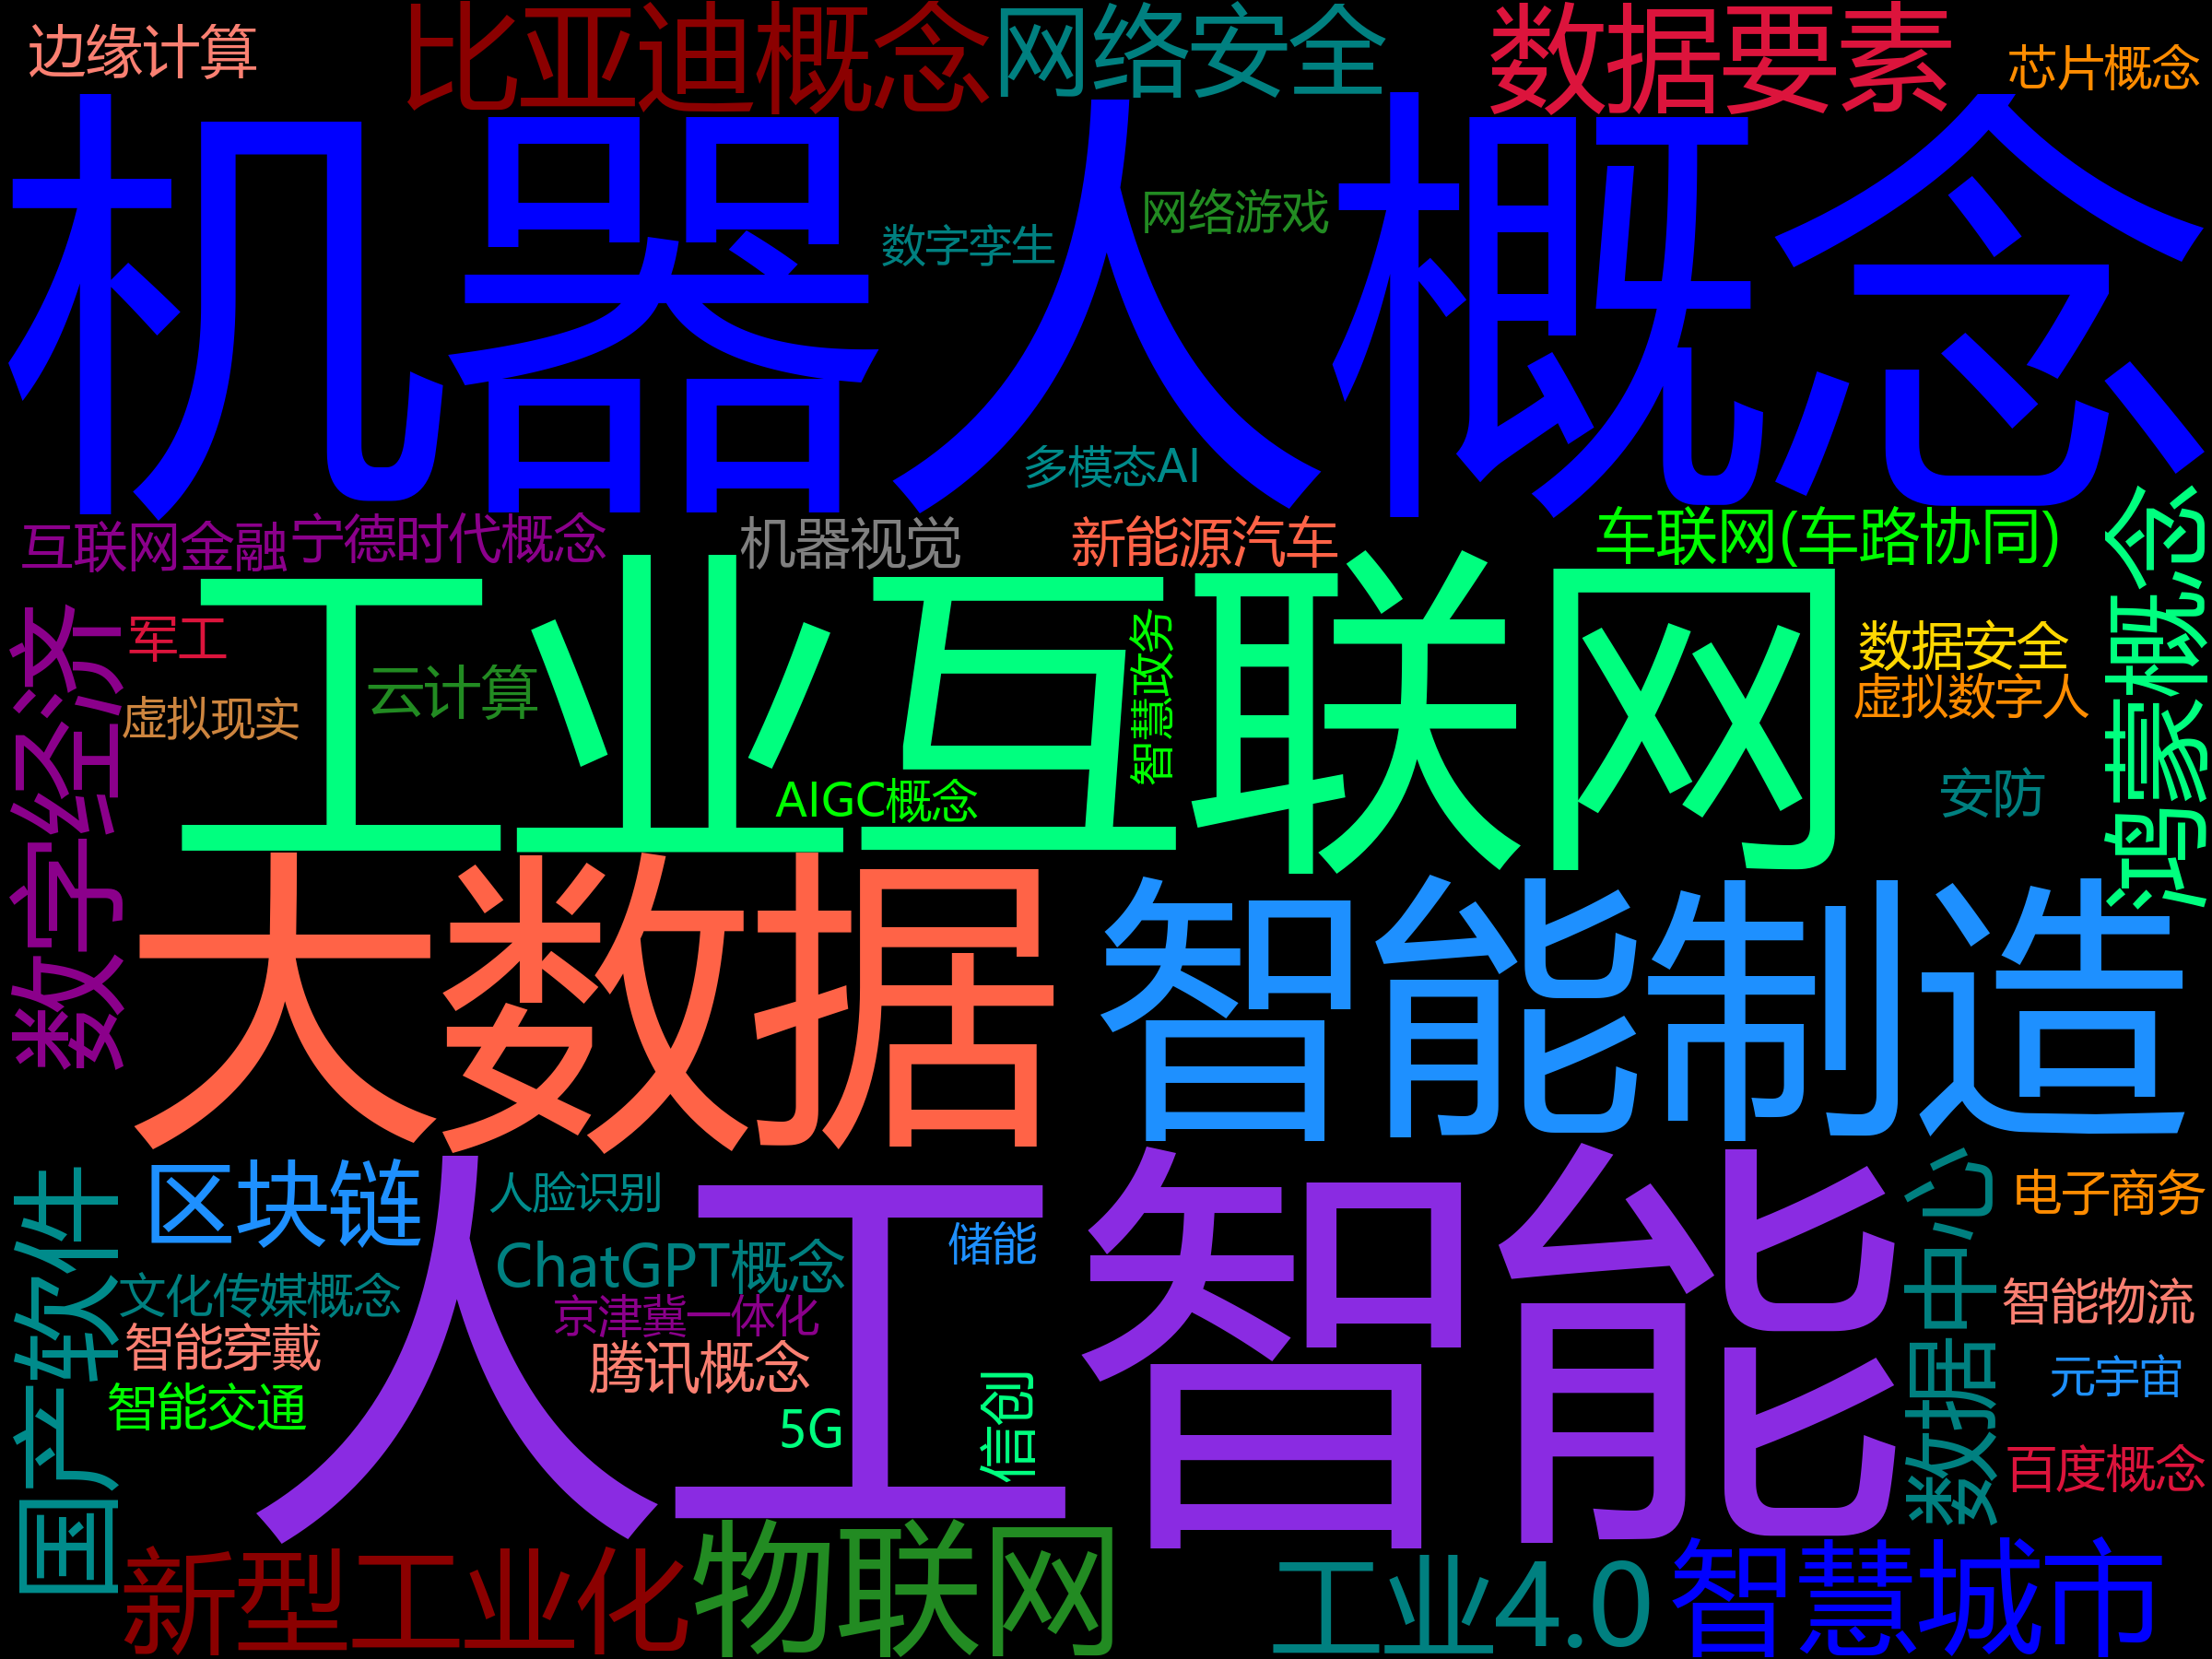 边缘计算
比亚迪概念
网络安全
数据要素
芯片概念
机器人概念
网络游戏
数字孪生
多模态AI
互联网金融
宁德时代概念
机器视觉
新能源汽车
车联网(车路协同)
鸿蒙概念
数字经济
军工
云计算
虚拟现实
工业互联网
智慧政务
AIGC概念
数据安全
虚拟数字人
安防
大数据
智能制造
区块链
人脸识别
人工智能
储能
ChatGPT概念
京津冀一体化
腾讯概念
5G
信创
国产软件
文化传媒概念
智能穿戴
智能交通
数据中心
电子商务
智能物流
元宇宙
百度概念
新型工业化
物联网
工业4.0
智慧城市